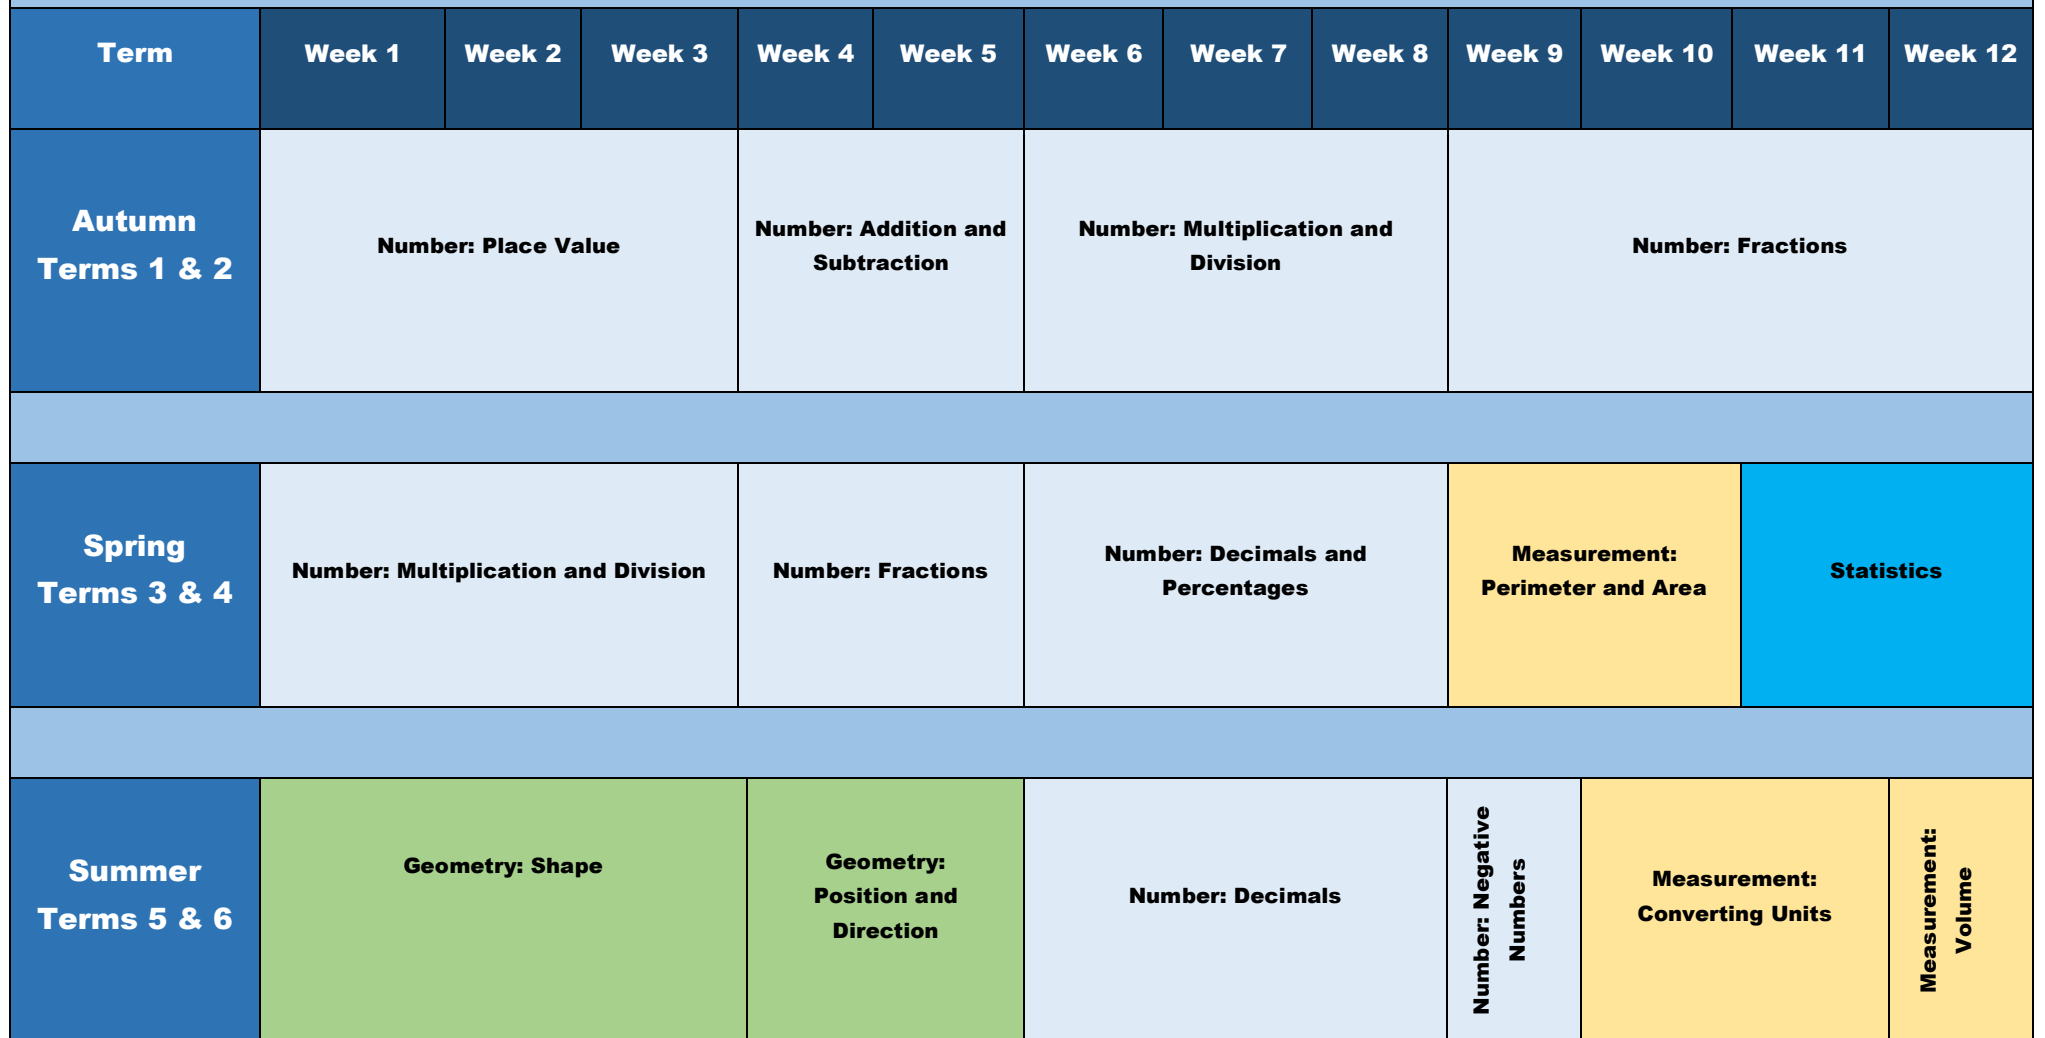 Term
Week 1
Week 2
Week 3
Week 4
Week 5
Week 6
Week 7
Week 8
Week 9
Week 10
Week 11
Week 12
Autumn
Terms 1 & 2
Number: Place Value
Number: Addition and
Subtraction
Number: Multiplication and
Division
Number: Fractions
Spring
Terms 3 & 4
Number: Multiplication and Division
Number: Fractions
Number: Decimals and
Percentages
Measurement:
Perimeter and Area
Statistics
Summer
Terms 5 & 6
Geometry: Shape
Geometry:
Position and
Direction
Number: Decimals
Number: Negative
Numbers
Measurement:
Converting Units
Measurement:
Volume